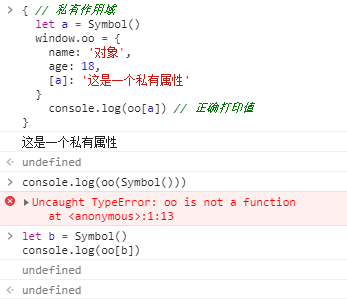 { // 私有作用域
let a = Symbol()
window.oo = {
name: '对象',
age: 18,
[a]: '这是一个私有属性'
}
console.log(oo[a]) // 正确打印值
}
这是一个私有属性
undefined
console.log(oo(Symbol()))
Uncaught TypeError: oo is not a function
at <anonymous>:1:13
let b = Symbol()
console.log(oo[b])
undefined
undefined